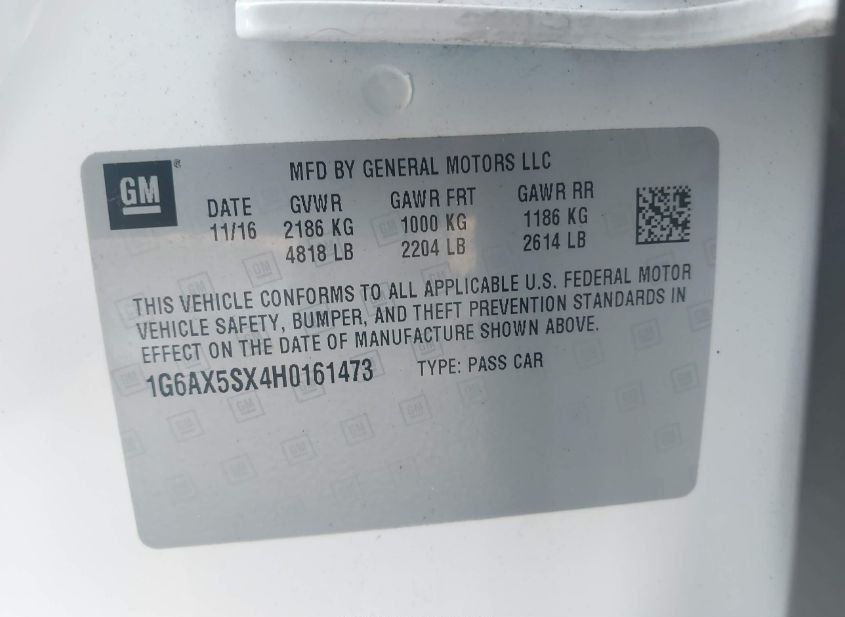 GM ®
MFD BY GENERAL MOTORS LLC
DATE GVWR GAWR FRT GAWR RR
11/16 2186 KG 1000 KG 1186 KG
4818 LB 2204 LB 2614 LB
THIS VEHICLE CONFORMS TO ALL APPLICABLE U.S. FEDERAL MOTOR
VEHICLE SAFETY, BUMPER, AND THEFT PREVENTION STANDARDS IN
EFFECT ON THE DATE OF MANUFACTURE SHOWN ABOVE.
1G6AX5SX4H0161473 TYPE: PASS CAR